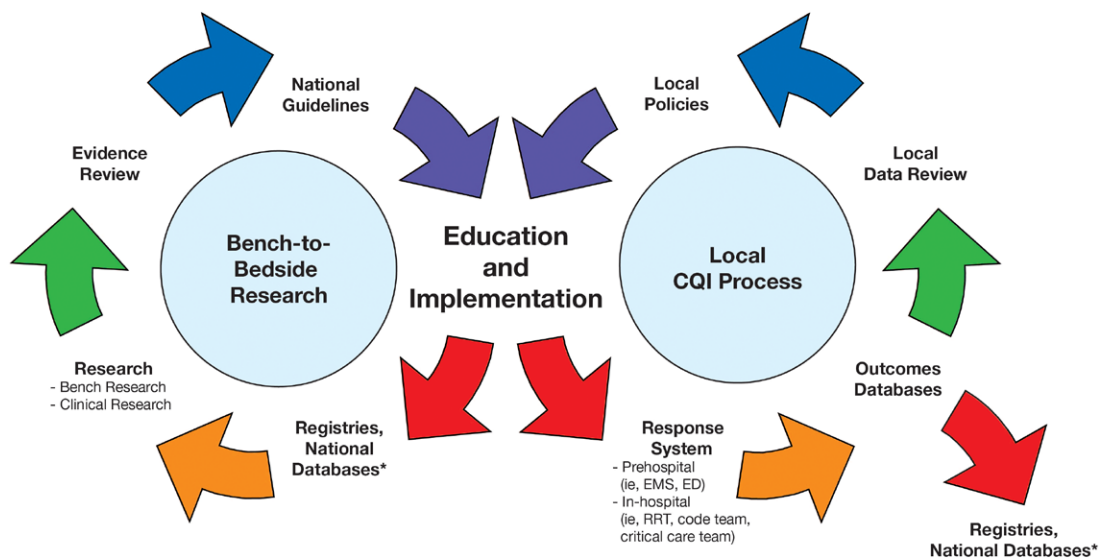 National
Guidelines
Local
Policies
Evidence
Review
Local
Data Review
Bench-to-
Bedside
Research
Education
and
Implementation
Local
CQI Process
Research
- Bench Research
- Clinical Research
Outcomes
Databases
Registries,
National
Databases*
Response
System
- Prehospital
(ie, EMS, ED)
- In-hospital
(ie, RRT, code team,
critical care team)
Registries,
National Databases*